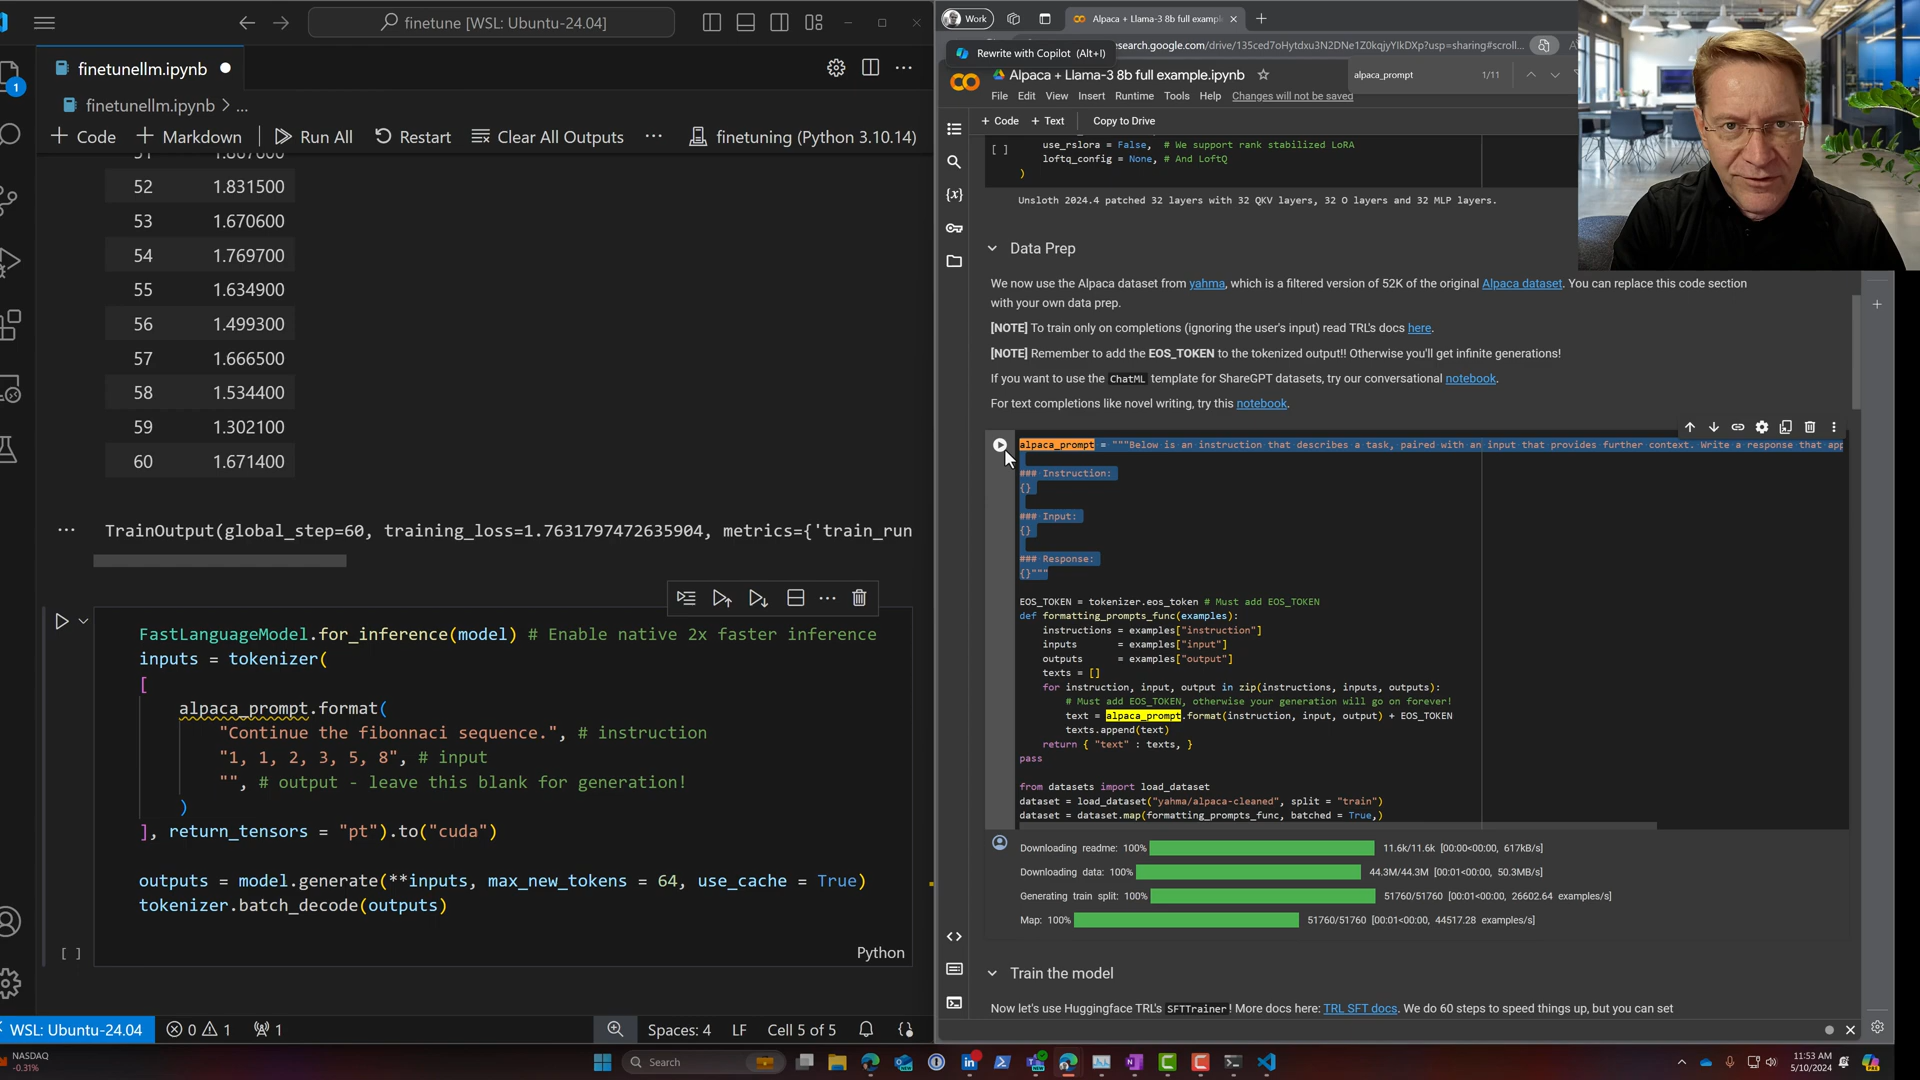 finetune [WSL: Ubuntu-24.04]
finetunellm.ipynb
finetunellm.ipynb > ...
+ Code + Markdown Run All Restart Clear All Outputs ... finetuning (Python 3.10.14)
52 1.831500
53 1.670600
54 1.769700
55 1.634900
56 1.499300
57 1.666500
58 1.534400
59 1.302100
60 1.671400
... TrainOutput(global_step=60, training_loss=1.7631797472635904, metrics={'train_run
FastLanguageModel.for_inference(model) # Enable native 2x faster inference
inputs = tokenizer(
[
alpaca_prompt.format(
"Continue the fibonnaci sequence.", # instruction
"1, 1, 2, 3, 5, 8", # input
"", # output - leave this blank for generation!
)
], return_tensors = "pt").to("cuda")
outputs = model.generate(**inputs, max_new_tokens = 64, use_cache = True)
tokenizer.batch_decode(outputs)
[ ] Python
1
WSL: Ubuntu-24.04 0 1 1 Spaces: 4 LF Cell 5 of 5
Work
Alpaca + Llama-3 8b full exampl
esearch.google.com/drive/135ced7oHytdxu3N2DNe1Z0kqjyYIkDXp?usp=sharing#scroll...
Rewrite with Copilot (Alt+I)
Alpaca + Llama-3 8b full example.ipynb
alpaca_prompt 1/11
File Edit View Insert Runtime Tools Help Changes will not be saved
+ Code + Text Copy to Drive
[ ] use_rslora = False, # We support rank stabilized LoRA
loftq_config = None, # And LoftQ
)
Unsloth 2024.4 patched 32 layers with 32 QKV layers, 32 O layers and 32 MLP layers.
Data Prep
We now use the Alpaca dataset from yahma, which is a filtered version of 52K of the original Alpaca dataset. You can replace this code section
with your own data prep.
[NOTE] To train only on completions (ignoring the user's input) read TRL's docs here.
[NOTE] Remember to add the EOS_TOKEN to the tokenized output!! Otherwise you'll get infinite generations!
If you want to use the ChatML template for ShareGPT datasets, try our conversational notebook.
For text completions like novel writing, try this notebook.
alpaca_prompt = """Below is an instruction that describes a task, paired with an input that provides further context. Write a response that app
### Instruction:
{}
### Input:
{}
### Response:
{}"""
EOS_TOKEN = tokenizer.eos_token # Must add EOS_TOKEN
def formatting_prompts_func(examples):
instructions = examples["instruction"]
inputs = examples["input"]
outputs = examples["output"]
texts = []
for instruction, input, output in zip(instructions, inputs, outputs):
# Must add EOS_TOKEN, otherwise your generation will go on forever!
text = alpaca_prompt.format(instruction, input, output) + EOS_TOKEN
texts.append(text)
return { "text" : texts, }
pass
from datasets import load_dataset
dataset = load_dataset("yahma/alpaca-cleaned", split = "train")
dataset = dataset.map(formatting_prompts_func, batched = True,)
Downloading readme: 100% 11.6k/11.6k [00:00<00:00, 617kB/s]
Downloading data: 100% 44.3M/44.3M [00:01<00:00, 50.3MB/s]
Generating train split: 100% 51760/51760 [00:01<00:00, 26602.64 examples/s]
Map: 100% 51760/51760 [00:01<00:00, 44517.28 examples/s]
Train the model
Now let's use Huggingface TRL's SFTTrainer! More docs here: TRL SFT docs. We do 60 steps to speed things up, but you can set
NASDAQ
-0.31%
Search
11:53 AM
5/10/2024